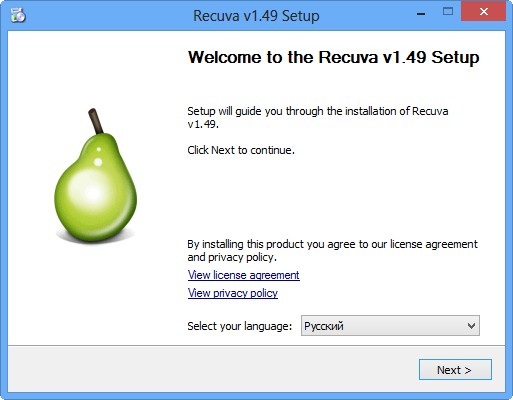 Recuva v1.49 Setup
Welcome to the Recuva v1.49 Setup
Setup will guide you through the installation of Recuva
v1.49.
Click Next to continue.
By installing this product you agree to our license agreement
and privacy policy.
View license agreement
View privacy policy
Select your language: Русский
Next >